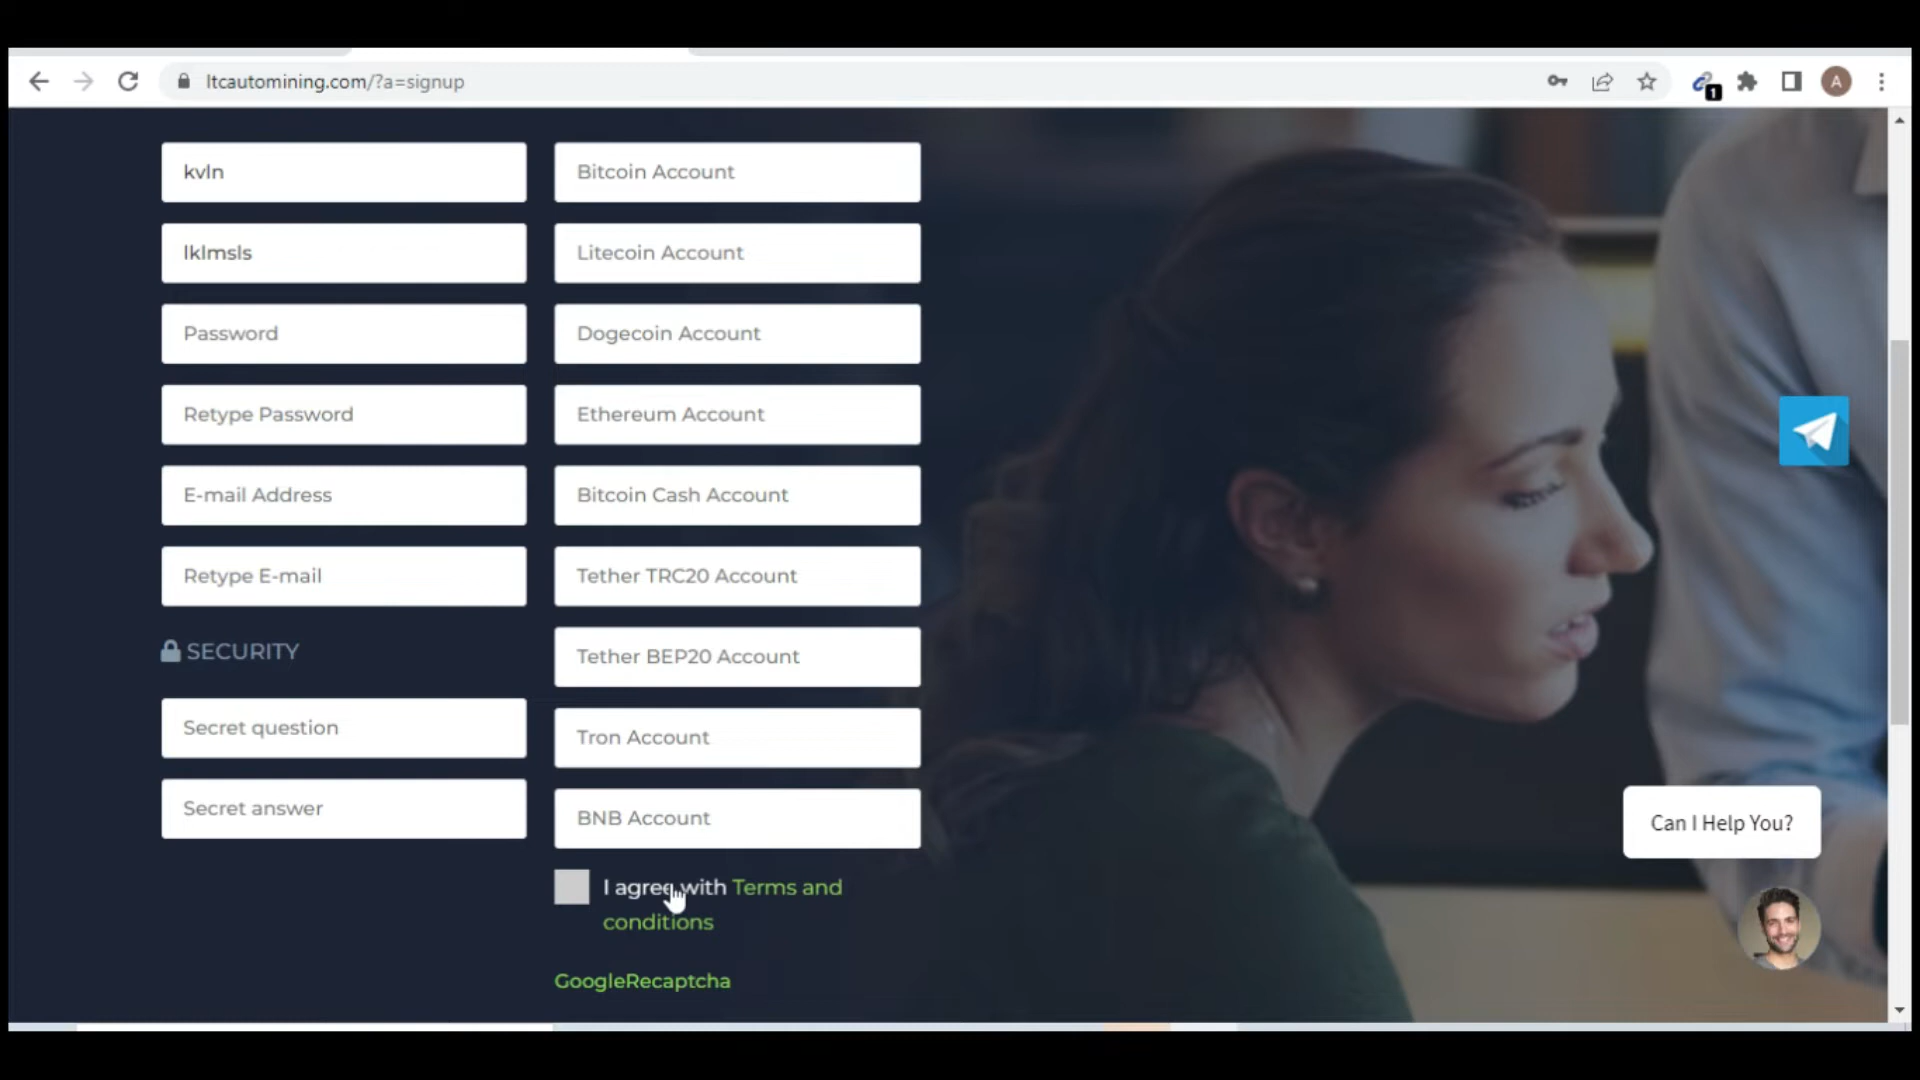 ltcautomining.com/?a=signup
1
A
kvln
lklmsls
Password
Retype Password
E-mail Address
Retype E-mail
SECURITY
Secret question
Secret answer
Bitcoin Account
Litecoin Account
Dogecoin Account
Ethereum Account
Bitcoin Cash Account
Tether TRC20 Account
Tether BEP20 Account
Tron Account
BNB Account
I agree with Terms and
conditions
GoogleRecaptcha
Can I Help You?